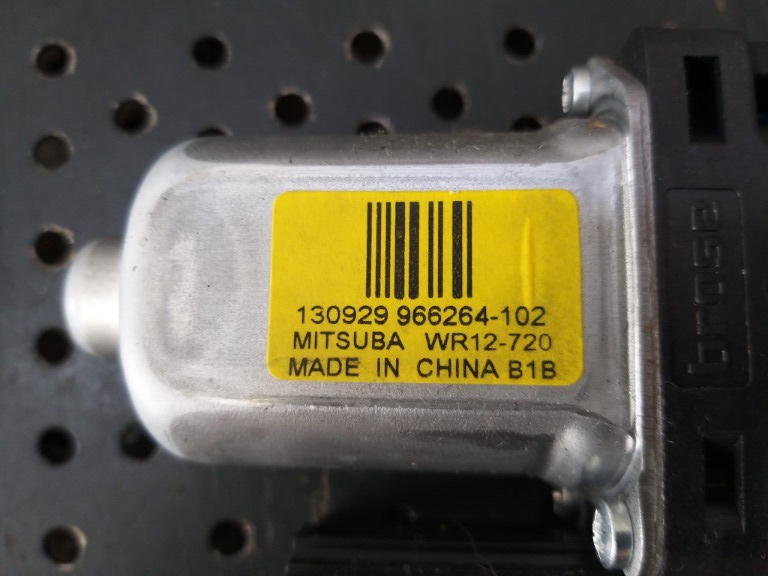 130929 966264-102
MITSUBA WR12-720
MADE IN CHINA B1B
brose